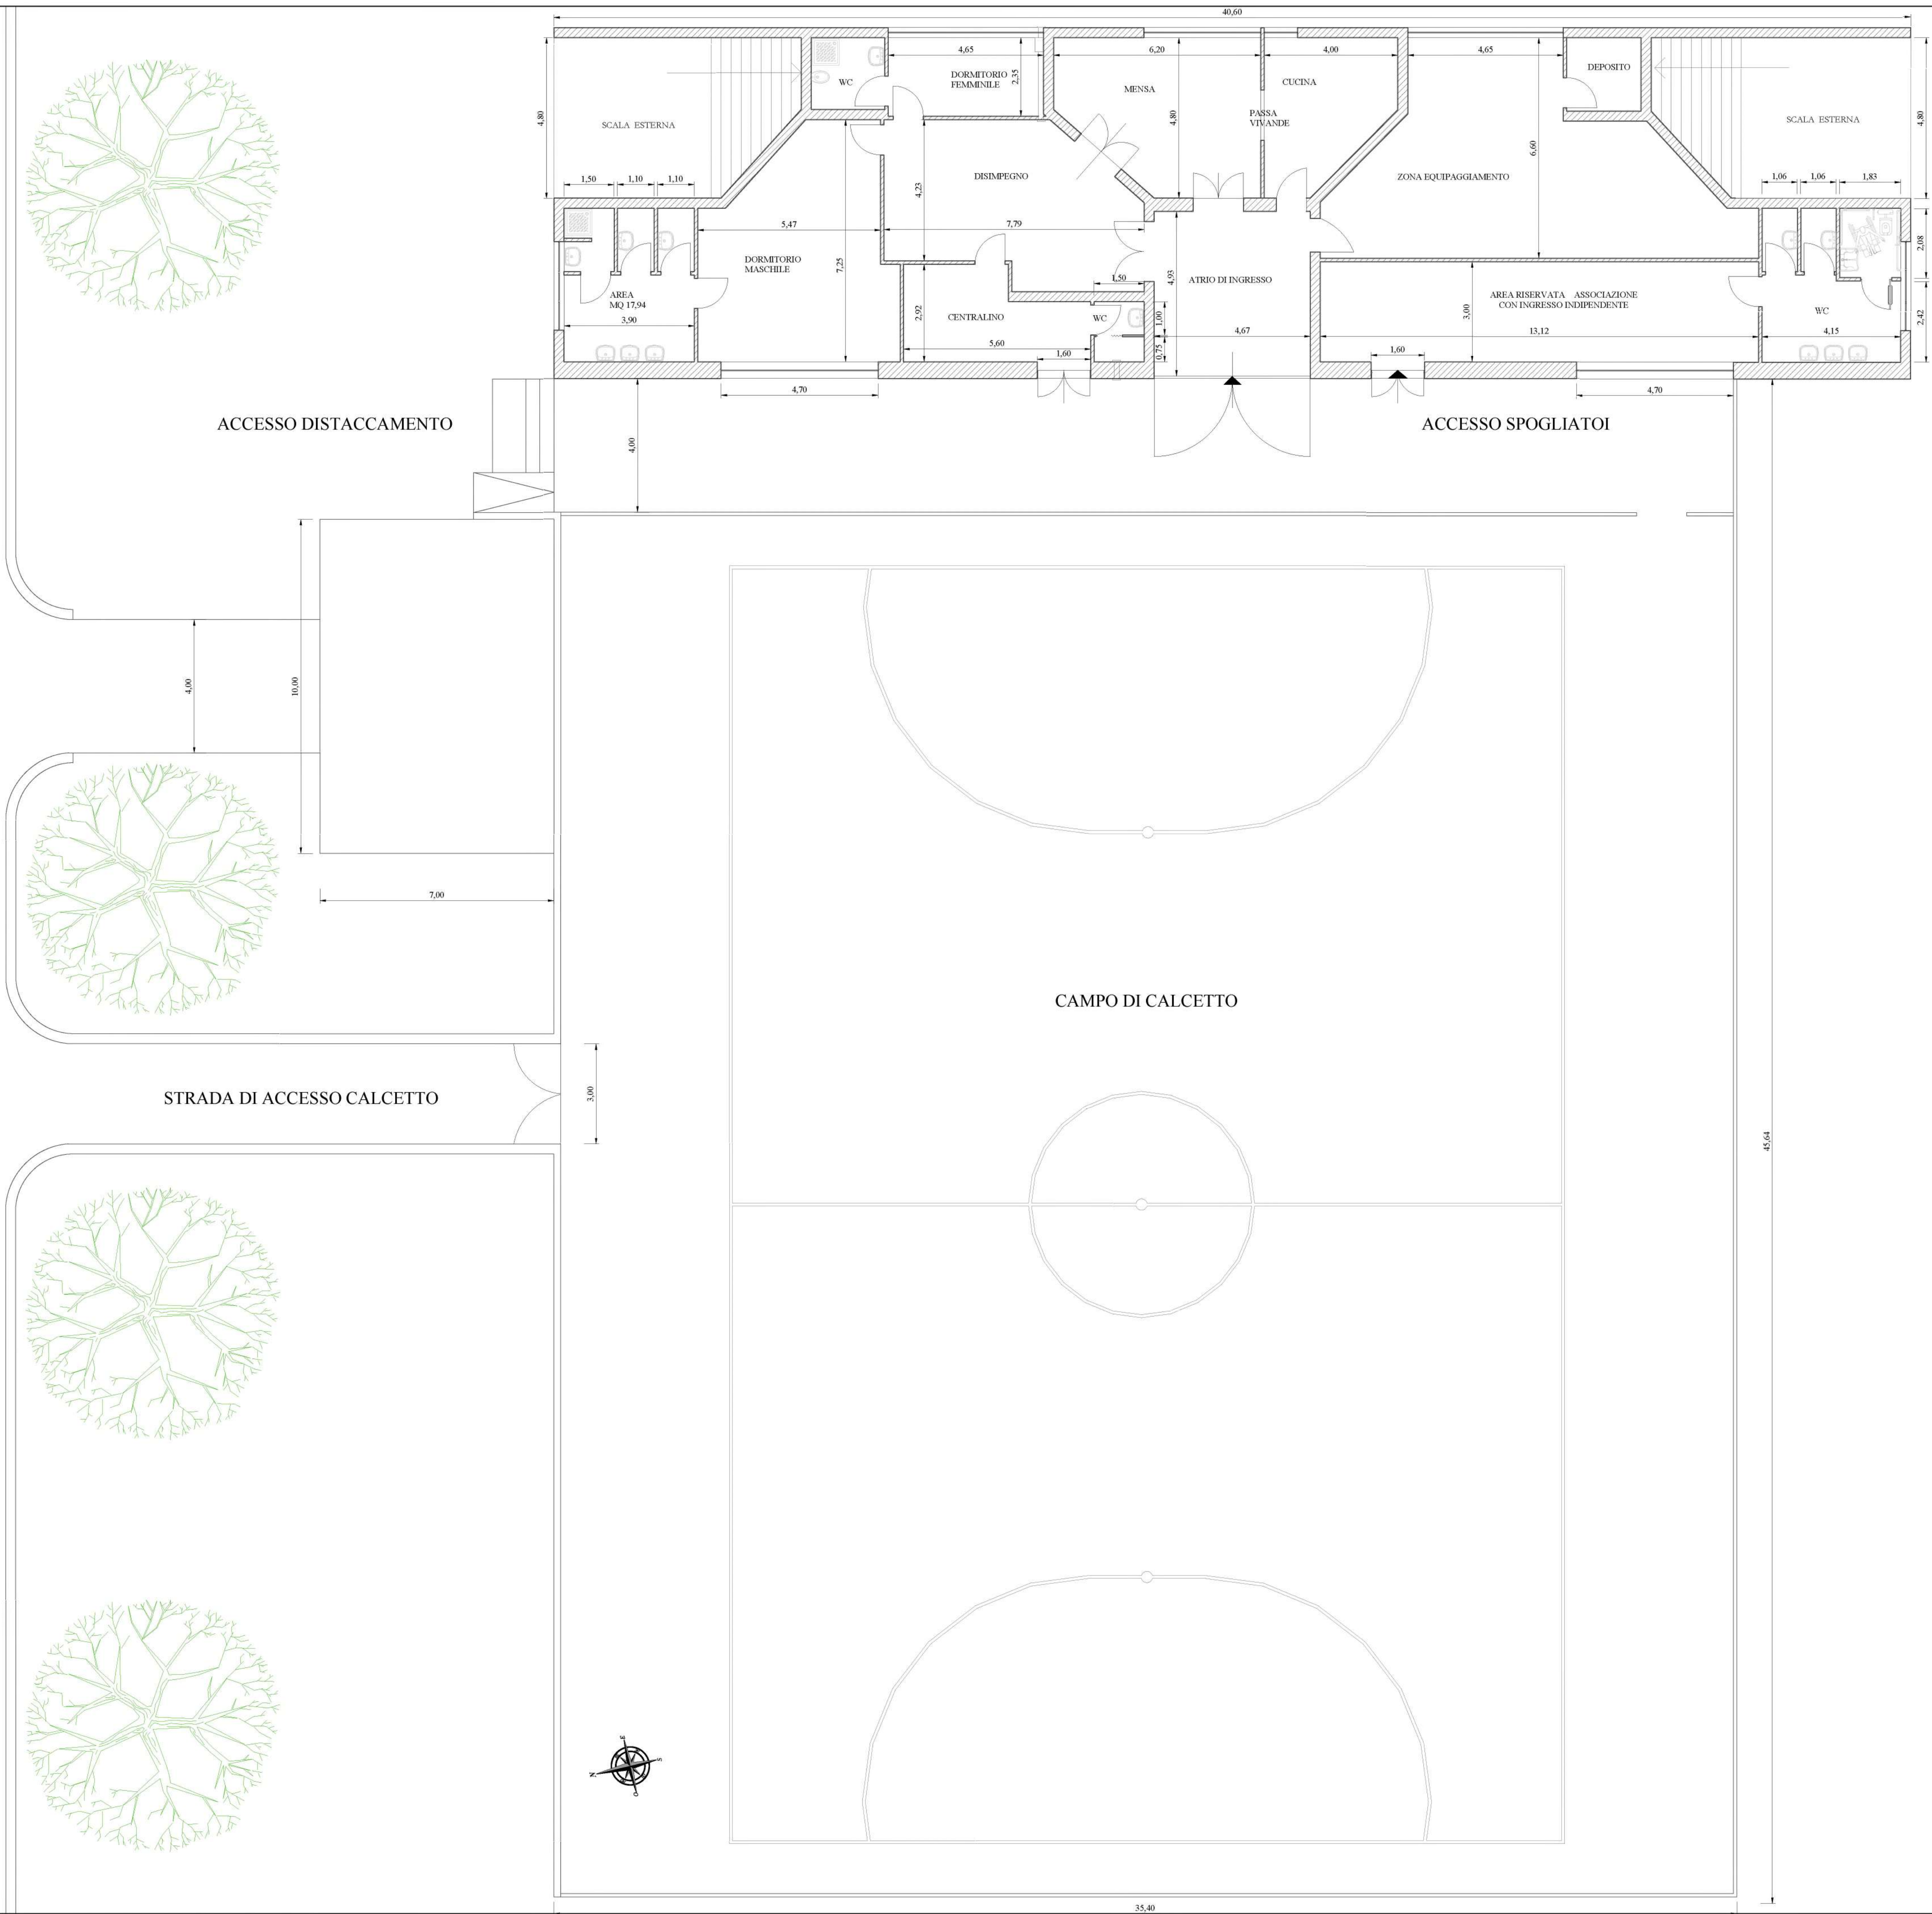 40,60
4,65
6,20
4,00
4,65
WC
DORMITORIO
FEMMINILE
2,35
MENSA
CUCINA
DEPOSITO
4,80
SCALA ESTERNA
4,80
PASSA
VIVANDE
6,60
SCALA ESTERNA
4,80
1,50
1,10
1,10
4,23
DISIMPEGNO
ZONA EQUIPAGGIAMENTO
1,06
1,06
1,83
5,47
7,79
2,08
DORMITORIO
MASCHILE
7,25
4,93
ATRIO DI INGRESSO
1,50
AREA
MQ 17,94
3,90
2,92
CENTRALINO
WC
1,00
0,75
5,60
1,60
4,67
3,00
AREA RISERVATA ASSOCIAZIONE
CON INGRESSO INDIPENDENTE
13,12
1,60
WC
4,15
2,42
4,70
4,70
ACCESSO DISTACCAMENTO
4,00
ACCESSO SPOGLIATOI
4,00
10,00
7,00
CAMPO DI CALCETTO
STRADA DI ACCESSO CALCETTO
3,00
45,64
E
S
N
O
35,40